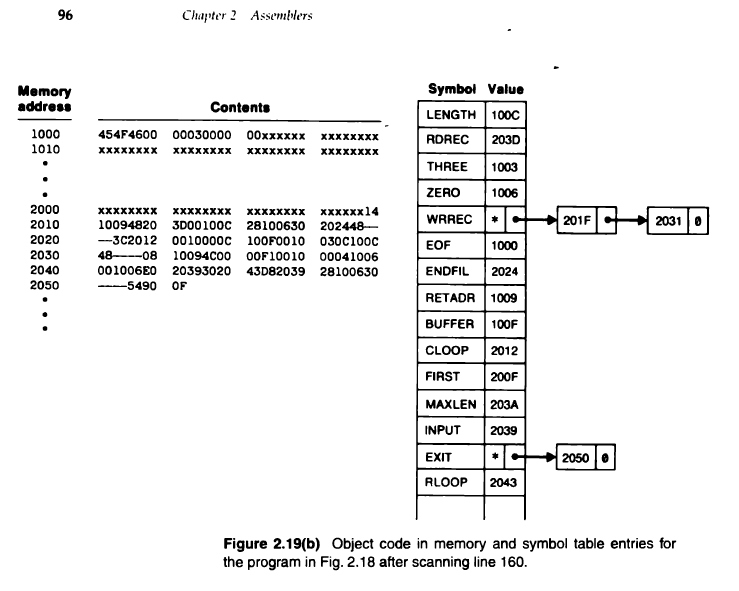 96 Chapter 2 Assemblers
Memory address Contents
1000 454F4600 00030000 00xxxxxx xxxxxxxx
1010 xxxxxxxx xxxxxxxx xxxxxxxx xxxxxxxx
•
•
•
2000 xxxxxxxx xxxxxxxx xxxxxxxx xxxxxx14
2010 10094820 3D00100C 28100630 202448—
2020 —3C2012 0010000C 100F0010 030C100C
2030 48——08 10094C00 00F10010 00041006
2040 001006E0 20393020 43D82039 28100630
2050 ——5490 0F
•
•
•
Symbol Value
LENGTH 100C
RDREC 203D
THREE 1003
ZERO 1006
WRREC * 201F 2031 0
EOF 1000
ENDFIL 2024
RETADR 1009
BUFFER 100F
CLOOP 2012
FIRST 200F
MAXLEN 203A
INPUT 2039
EXIT * 2050 0
RLOOP 2043
Figure 2.19(b) Object code in memory and symbol table entries for
the program in Fig. 2.18 after scanning line 160.